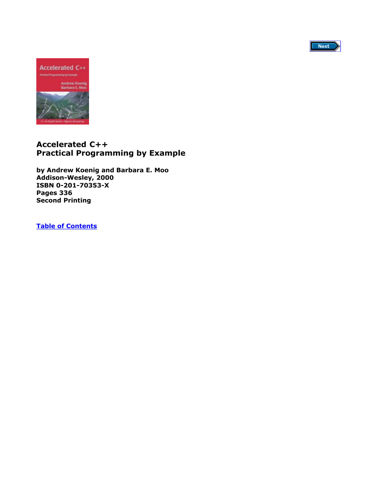 Next
Accelerated C++
Practical Programming by Example
Andrew Koenig
Barbara E. Moo
Accelerated C++
Practical Programming by Example
by Andrew Koenig and Barbara E. Moo
Addison-Wesley, 2000
ISBN 0-201-70353-X
Pages 336
Second Printing
Table of Contents